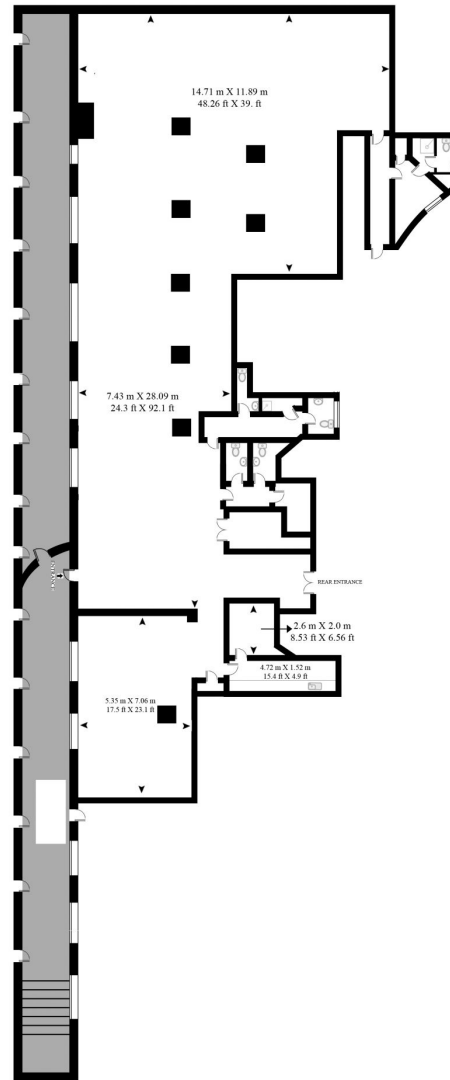 14.71 m X 11.89 m
48.26 ft X 39. ft
7.43 m X 28.09 m
24.3 ft X 92.1 ft
REAR ENTRANCE
2.6 m X 2.0 m
8.53 ft X 6.56 ft
4.72 m X 1.52 m
15.4 ft X 4.9 ft
5.35 m X 7.06 m
17.5 ft X 23.1 ft